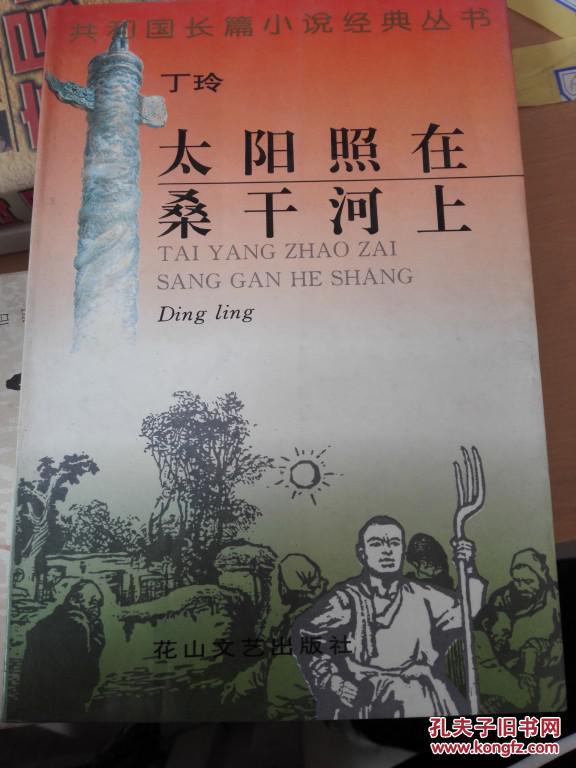 共和国长篇小说经典丛书
丁玲
太阳照在
桑干河上
TAI YANG ZHAO ZAI
SANG GAN HE SHANG
Ding ling
花山文艺出版社
孔夫子旧书网
www.kongfz.com